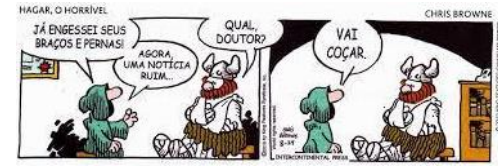 HAGAR, O HORRÍVEL
CHRIS BROWNE
JÁ ENGESSEI SEUS
BRAÇOS E PERNAS!
AGORA,
UMA NOTÍCIA
RUIM...
QUAL,
DOUTOR?
VAI
COÇAR.
INTERCONTINENTAL PRESS